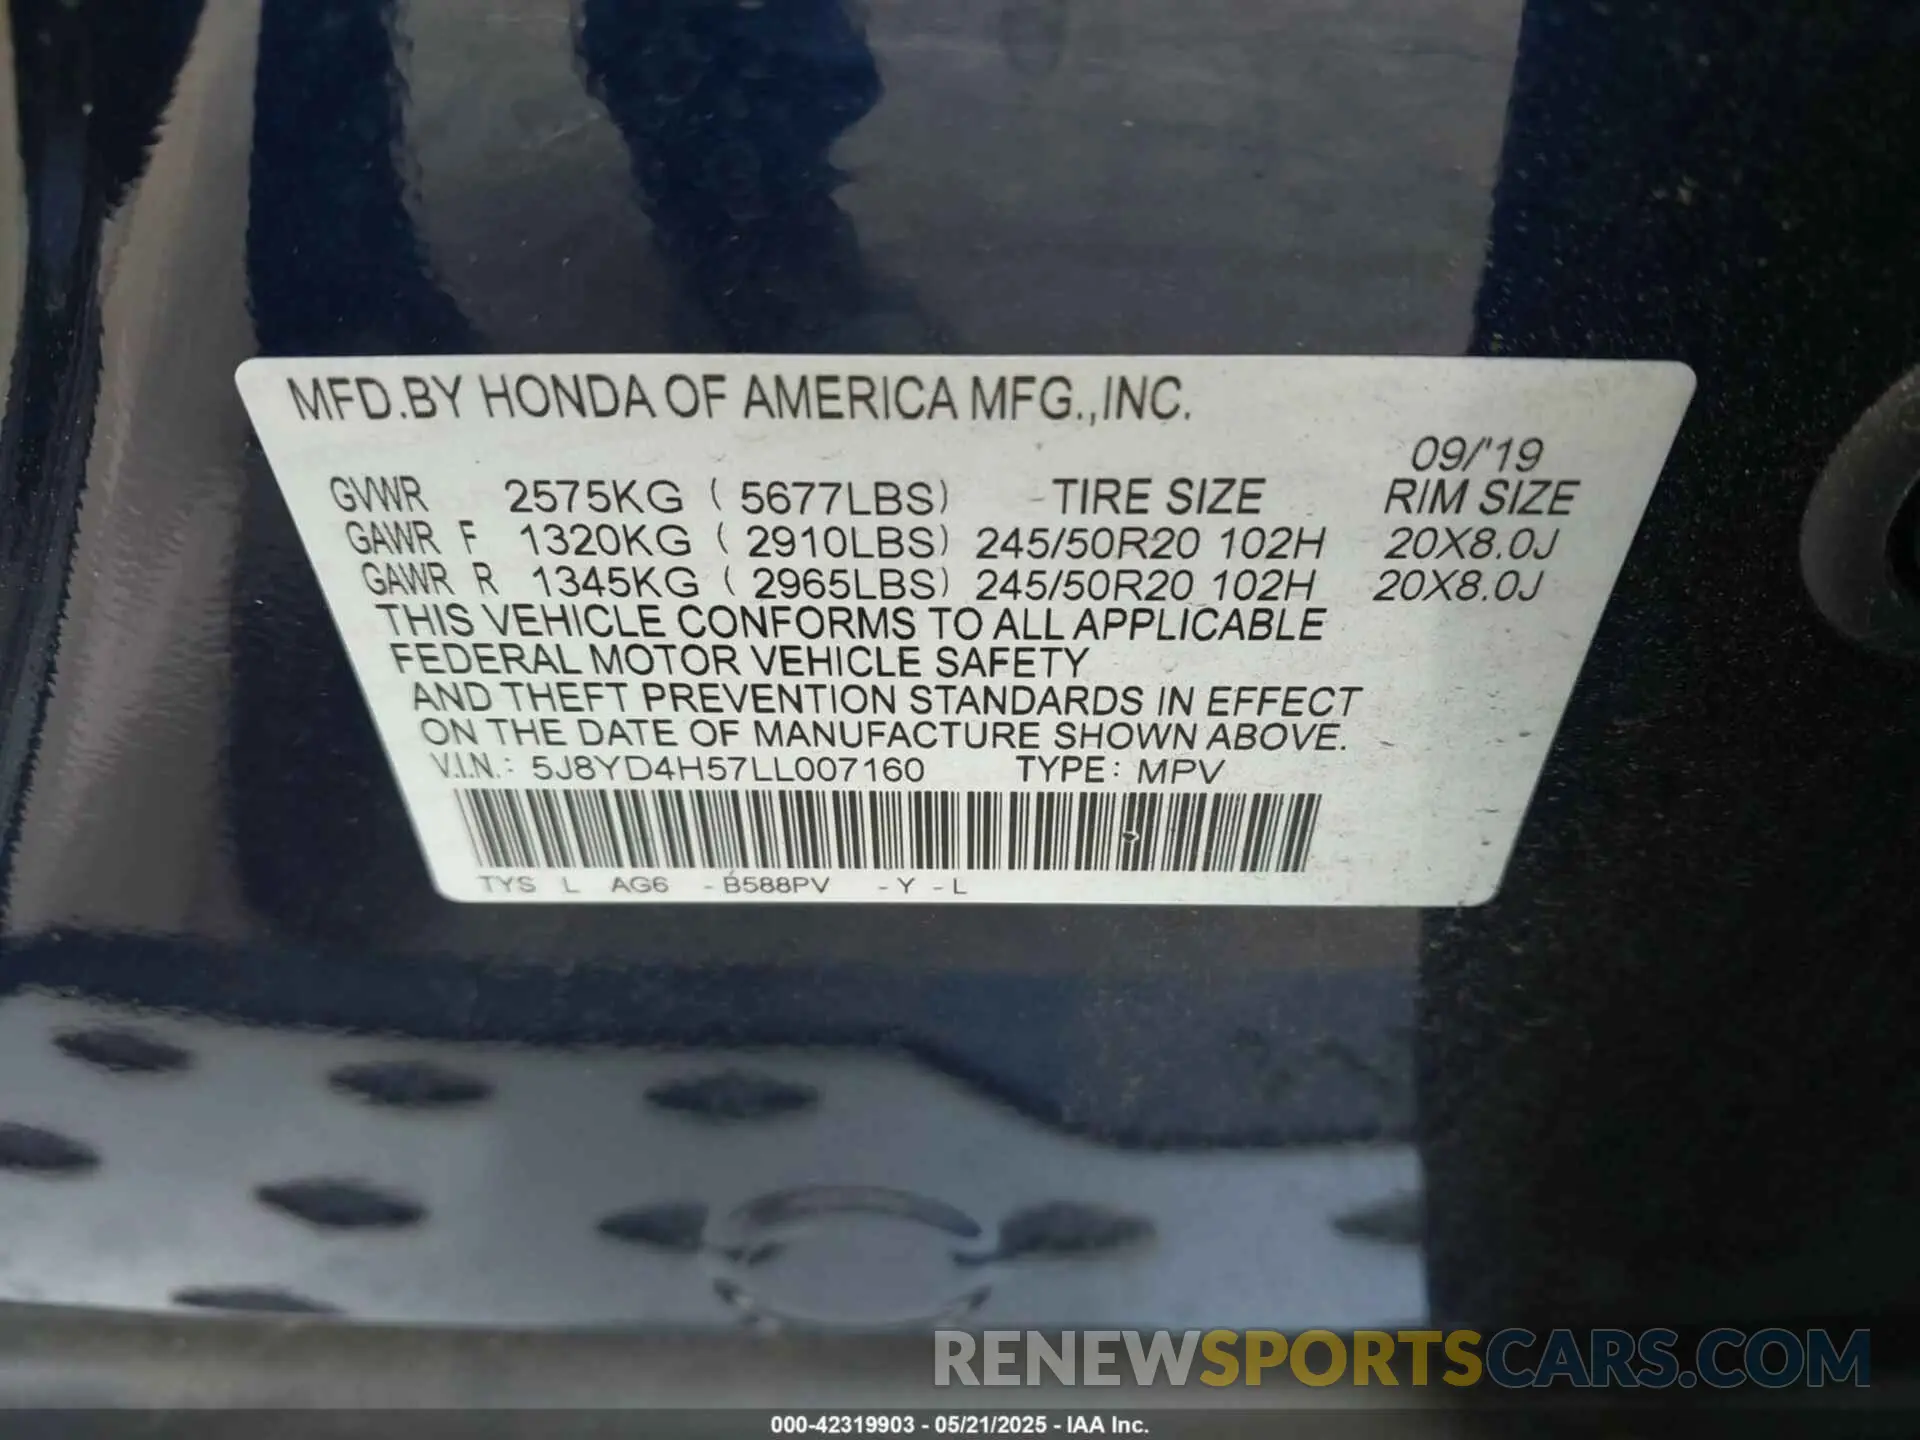 MFD.BY HONDA OF AMERICA MFG.,INC.
09/'19
GVWR 2575KG ( 5677LBS) - TIRE SIZE RIM SIZE
GAWR F 1320KG ( 2910LBS) 245/50R20 102H 20X8.0J
GAWR R 1345KG ( 2965LBS) 245/50R20 102H 20X8.0J
THIS VEHICLE CONFORMS TO ALL APPLICABLE
FEDERAL MOTOR VEHICLE SAFETY
AND THEFT PREVENTION STANDARDS IN EFFECT
ON THE DATE OF MANUFACTURE SHOWN ABOVE.
V.I.N.: 5J8YD4H57LL007160 TYPE: MPV
TYS L AG6 - B588PV - Y - L
RENEWSPORTSCARS.COM
000-42319903 - 05/21/2025 - IAA Inc.